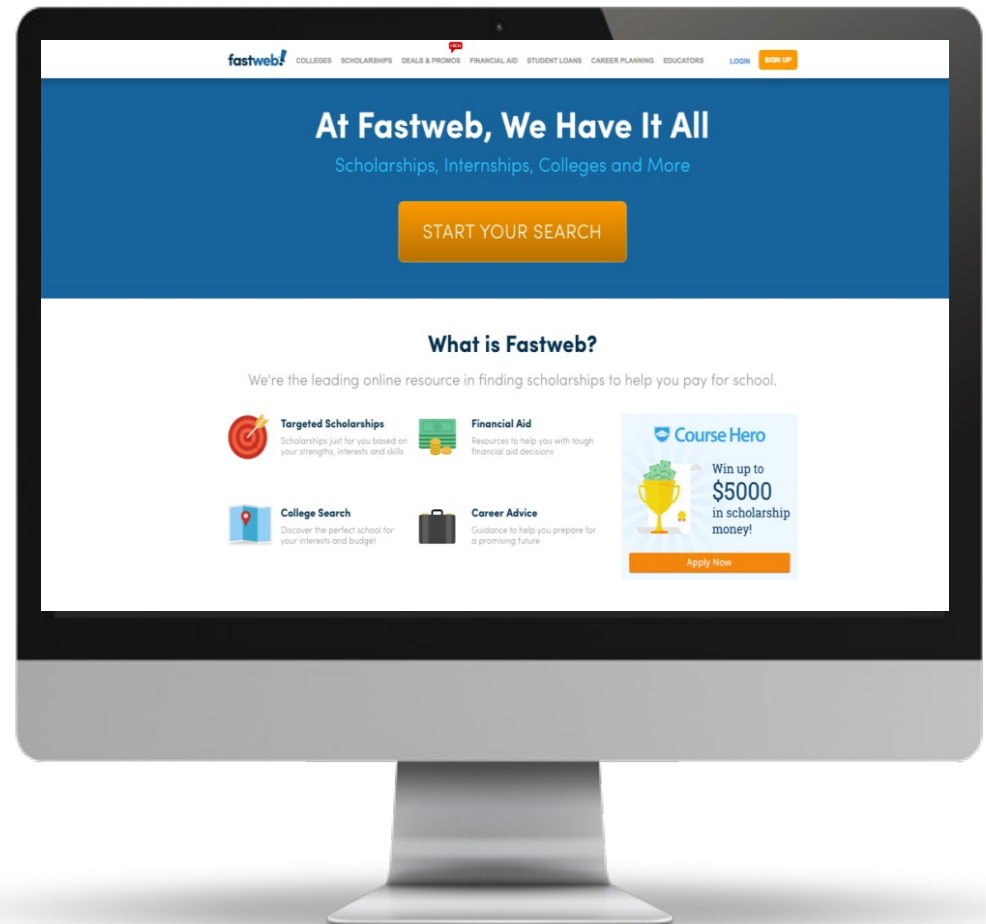 NEW
fastweb! COLLEGES SCHOLARSHIPS DEALS & PROMOS FINANCIAL AID STUDENT LOANS CAREER PLANNING EDUCATORS LOGIN SIGN UP
At Fastweb, We Have It All
Scholarships, Internships, Colleges and More
START YOUR SEARCH
What is Fastweb?
We're the leading online resource in finding scholarships to help you pay for school.
Targeted Scholarships
Scholarships just for you based on
your strengths, interests and skills
Financial Aid
Resources to help you with tough
financial aid decisions
College Search
Discover the perfect school for
your interests and budget
Career Advice
Guidance to help you prepare for
a promising future
Course Hero
Win up to
$5000
in scholarship
money!
Apply Now